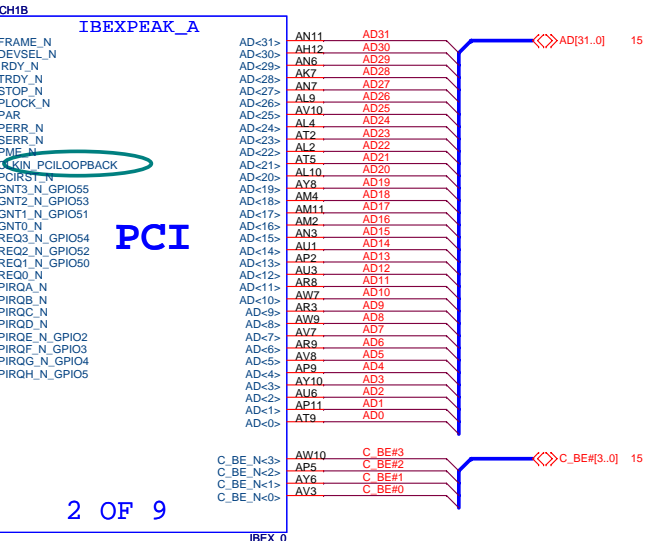 CH1B
IBEXPEAK_A
FRAME_N AD<31> AN11 AD31 AD[31..0] 15
DEVSEL_N AD<30> AH12 AD30
IRDY_N AD<29> AN6 AD29
TRDY_N AD<28> AK7 AD28
STOP_N AD<27> AN7 AD27
PLOCK_N AD<26> AL9 AD26
PAR AD<25> AV10 AD25
PERR_N AD<24> AL4 AD24
SERR_N AD<23> AT2 AD23
PME_N AD<22> AL2 AD22
CLKIN_PCILOOPBACK AD<21> AT5 AD21
PCIRST_N AD<20> AL10 AD20
GNT3_N_GPIO55 AD<19> AY8 AD19
GNT2_N_GPIO53 AD<18> AM4 AD18
GNT1_N_GPIO51 AD<17> AM11 AD17
GNT0_N AD<16> AM2 AD16
REQ3_N_GPIO54 AD<15> AN3 AD15
REQ2_N_GPIO52 AD<14> AU1 AD14
REQ1_N_GPIO50 AD<13> AP2 AD13
REQ0_N AD<12> AU3 AD12
PIRQA_N AD<11> AR8 AD11
PIRQB_N AD<10> AW7 AD10
PIRQC_N AD<9> AR3 AD9
PIRQD_N AD<8> AW9 AD8
PIRQE_N_GPIO2 AD<7> AV7 AD7
PIRQF_N_GPIO3 AD<6> AR9 AD6
PIRQG_N_GPIO4 AD<5> AV8 AD5
PIRQH_N_GPIO5 AD<4> AP9 AD4
AD<3> AY10 AD3
AD<2> AU6 AD2
AD<1> AP11 AD1
AD<0> AT9 AD0
PCI
C_BE_N<3> AW10 C_BE#3 C_BE#[3..0] 15
C_BE_N<2> AP5 C_BE#2
C_BE_N<1> AY6 C_BE#1
C_BE_N<0> AV3 C_BE#0
2 OF 9
IBEX_0